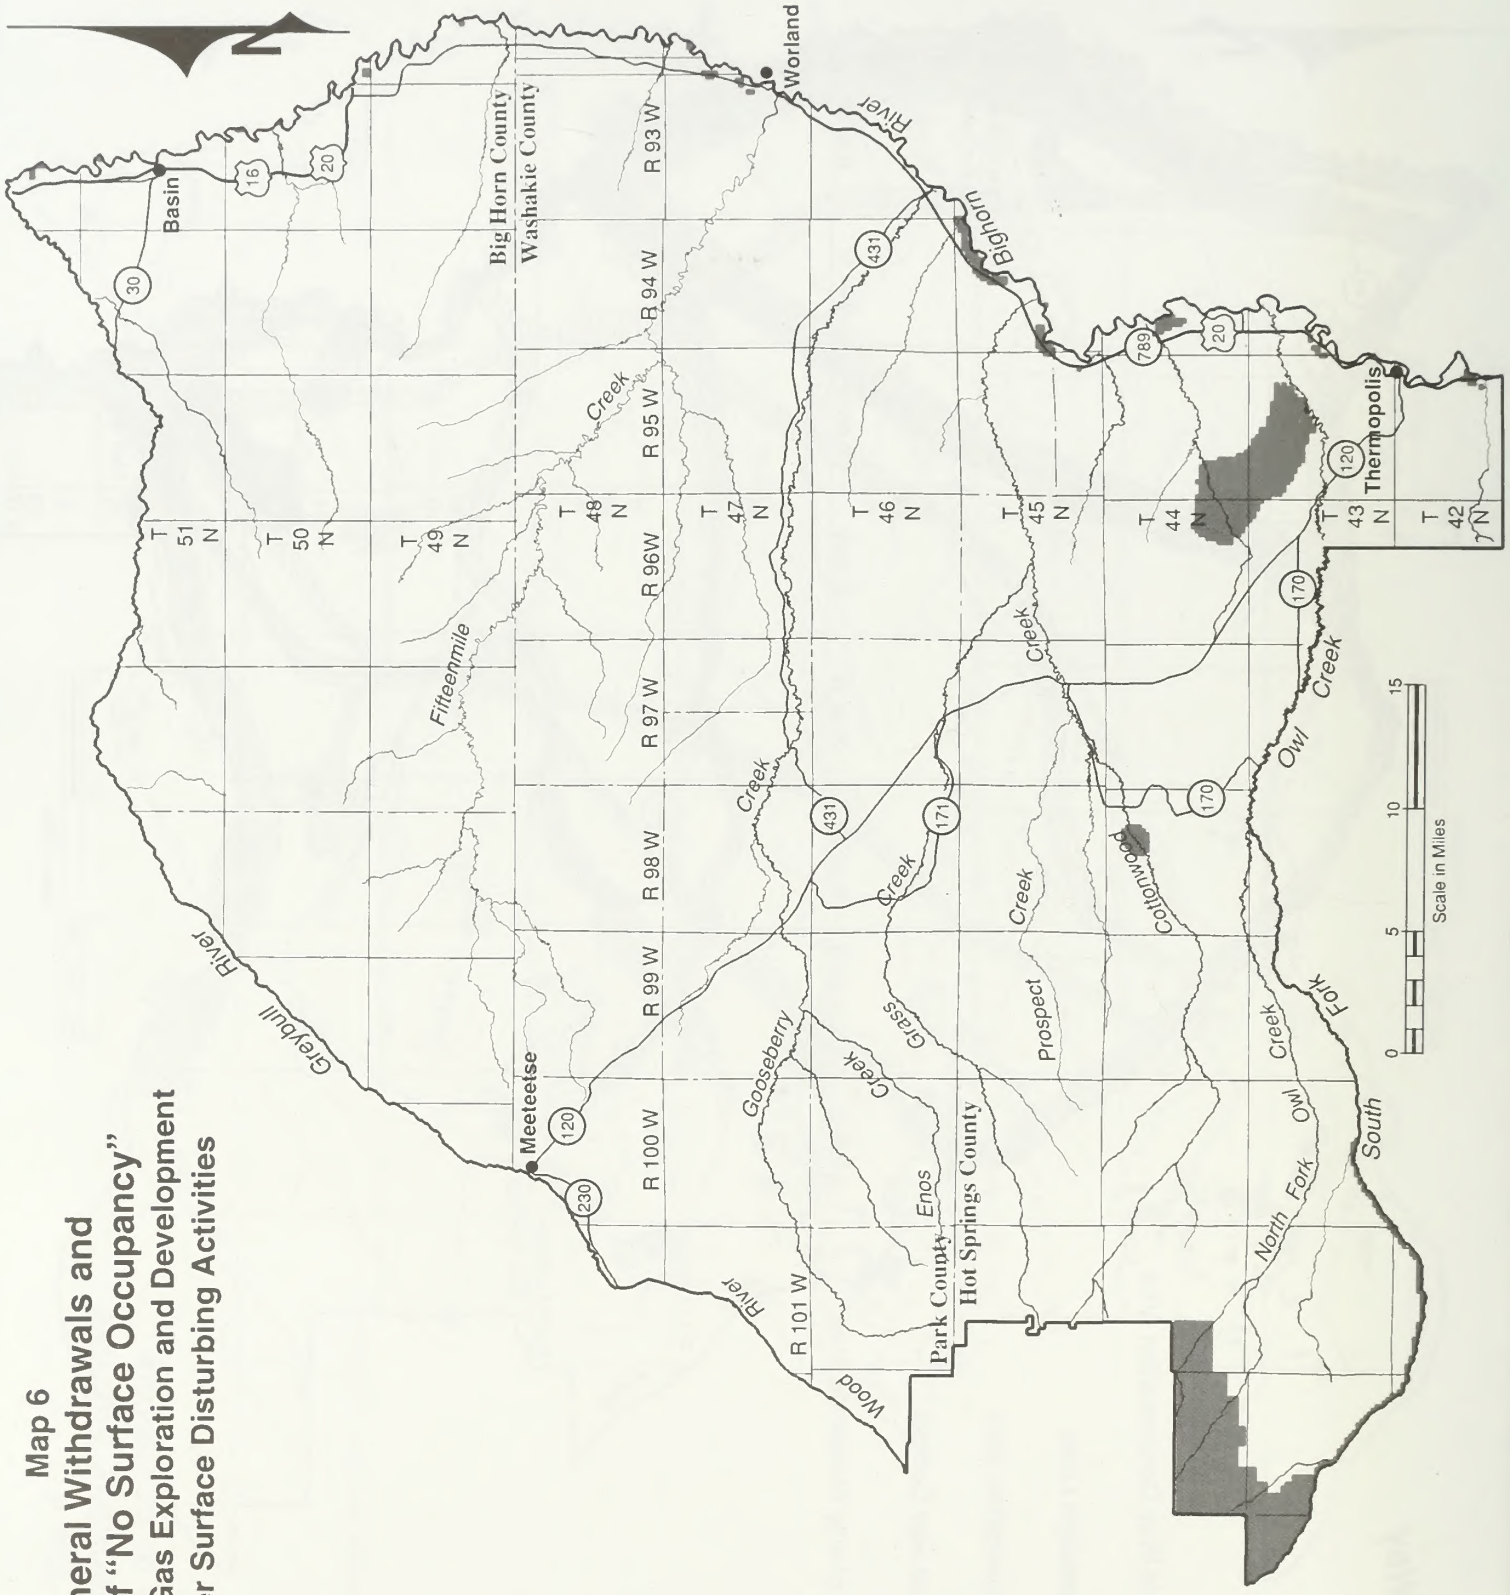 Map 6
neral Withdrawals and
f “No Surface Occupancy”
Gas Exploration and Development
er Surface Disturbing Activities
N
Greybull
River
Basin
30
16
20
Big Horn County
Washakie County
Worland
River
Bighorn
R 93 W
R 94 W
R 95 W
R 96W
R 97 W
R 98 W
R 99 W
R 100 W
R 101 W
T
51
N
T
50
N
T
49
N
T
48
N
T
47
N
T
46
N
T
45
N
T
44
N
T
43
N
T
42
N
Fifteenmile
Creek
Meeteetse
120
230
Wood
River
431
431
Gooseberry
Creek
Enos
Creek
Grass
Creek
171
Park County
Hot Springs County
Prospect
Creek
Cottonwood
Creek
170
170
789
20
120
Thermopolis
North Fork
Owl
Creek
South
Fork
Owl
Creek
0
5
10
15
Scale in Miles